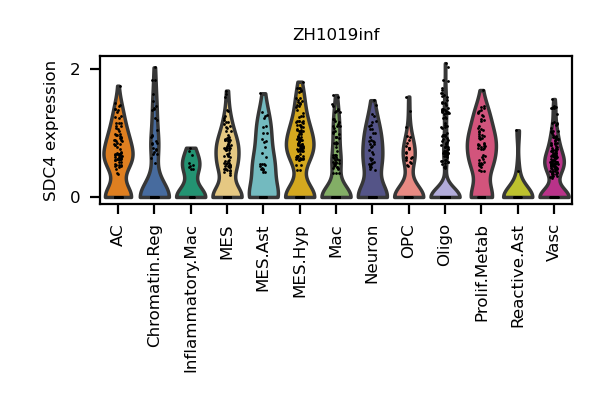 ZH1019inf
SDC4 expression
2
0
AC
Chromatin.Reg
Inflammatory.Mac
MES
MES.Ast
MES.Hyp
Mac
Neuron
OPC
Oligo
Prolif.Metab
Reactive.Ast
Vasc